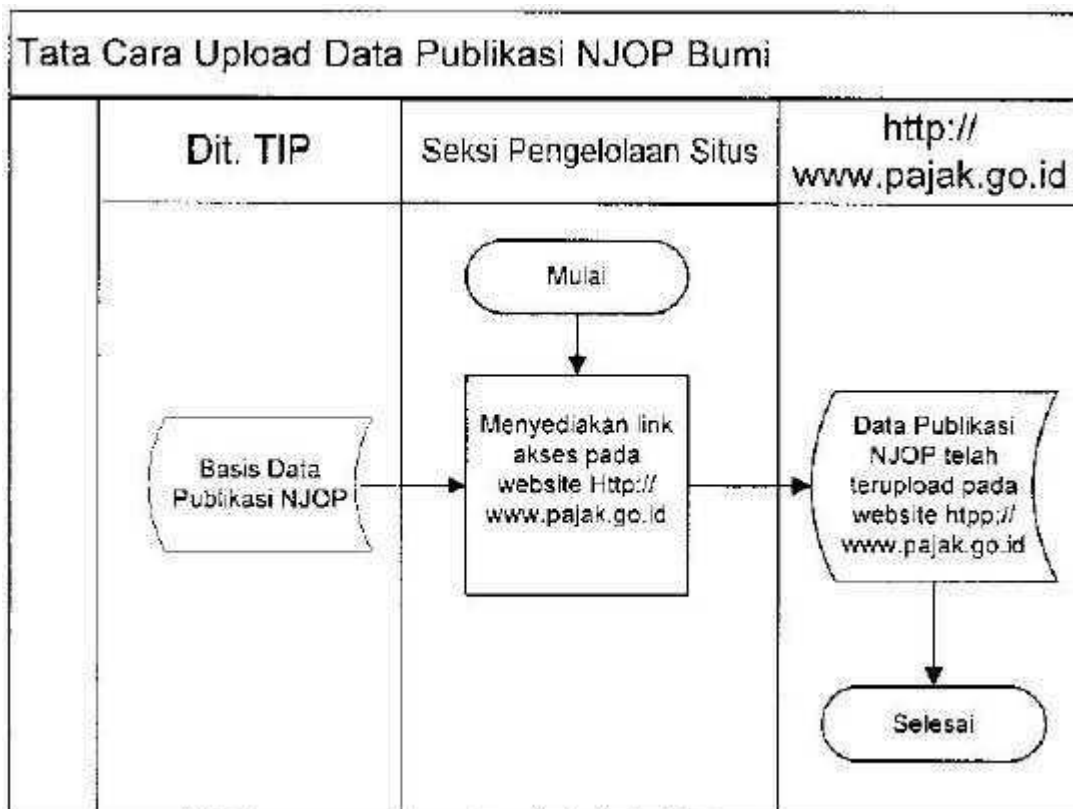 Tata Cara Upload Data Publikasi NJOP Bumi
Dit. TIP
Seksi Pengelolaan Situs
http://
www.pajak.go.id
Mulai
Basis Data
Publikasi NJOP
Menyediakan link
akses pada
website Http://
www.pajak.go.id
Data Publikasi
NJOP telah
terupload pada
website htpp://
www.pajak.go.id
Selesai